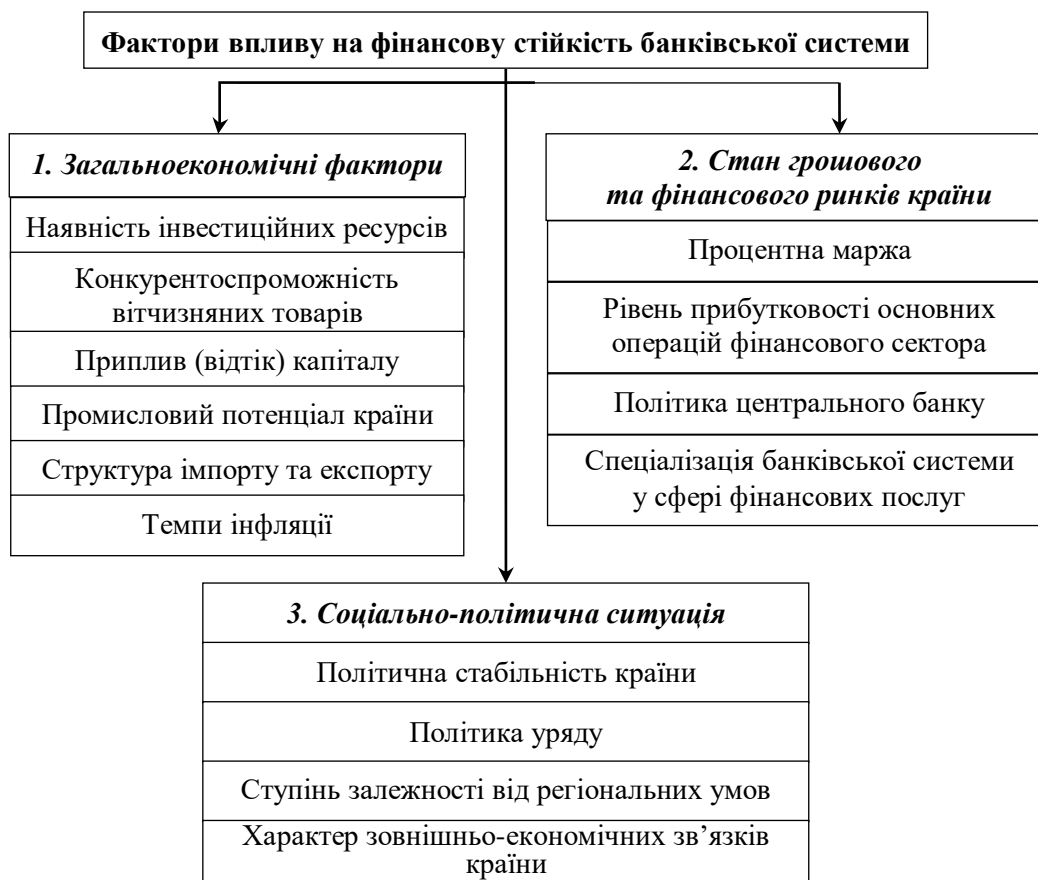 Фактори впливу на фінансову стійкість банківської системи
1. Загальноекономічні фактори
Наявність інвестиційних ресурсів
Конкурентоспроможність
вітчизняних товарів
Приплив (відтік) капіталу
Промисловий потенціал країни
Структура імпорту та експорту
Темпи інфляції
2. Стан грошового
та фінансового ринків країни
Процентна маржа
Рівень прибутковості основних
операцій фінансового сектора
Політика центрального банку
Спеціалізація банківської системи
у сфері фінансових послуг
3. Соціально-політична ситуація
Політична стабільність країни
Політика уряду
Ступінь залежності від регіональних умов
Характер зовнішньо-економічних зв’язків
країни